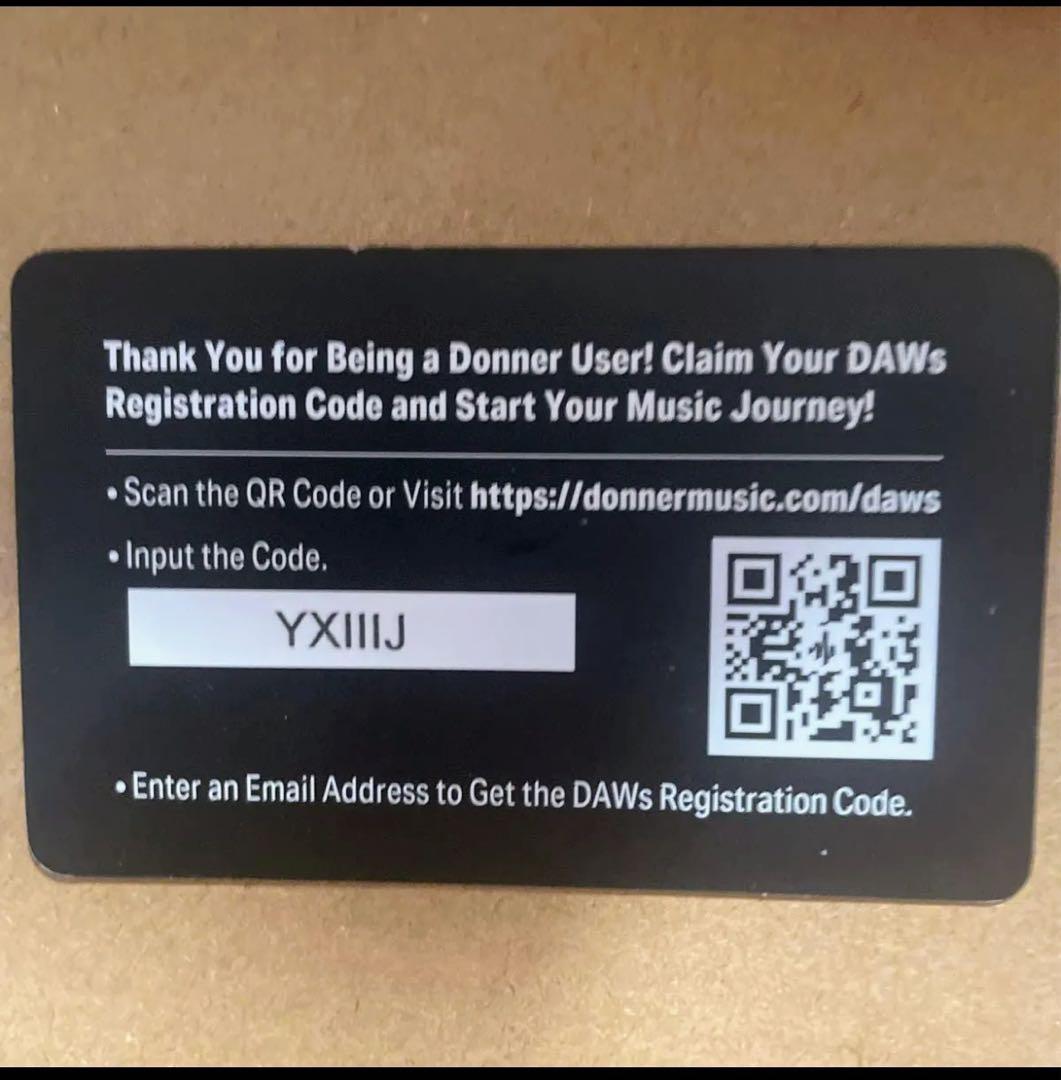 Thank You for Being a Donner User! Claim Your DAWs
Registration Code and Start Your Music Journey!
• Scan the QR Code or Visit https://donnermusic.com/daws
• Input the Code.
YXIIIJ
• Enter an Email Address to Get the DAWs Registration Code.